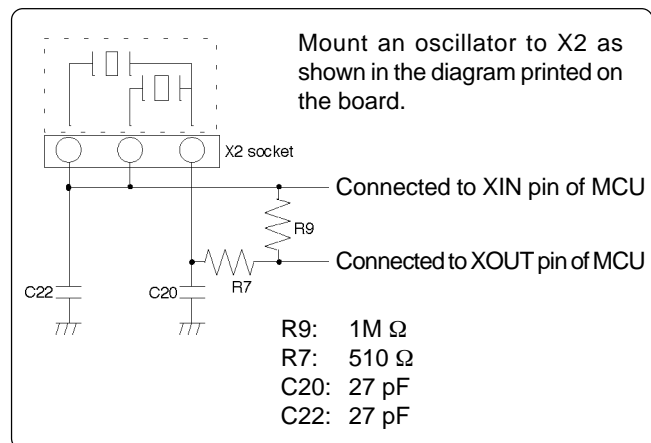 Mount an oscillator to X2 as
shown in the diagram printed on
the board.
X2 socket
Connected to XIN pin of MCU
R9
Connected to XOUT pin of MCU
R7
C22
C20
R9: 1M Ω
R7: 510 Ω
C20: 27 pF
C22: 27 pF